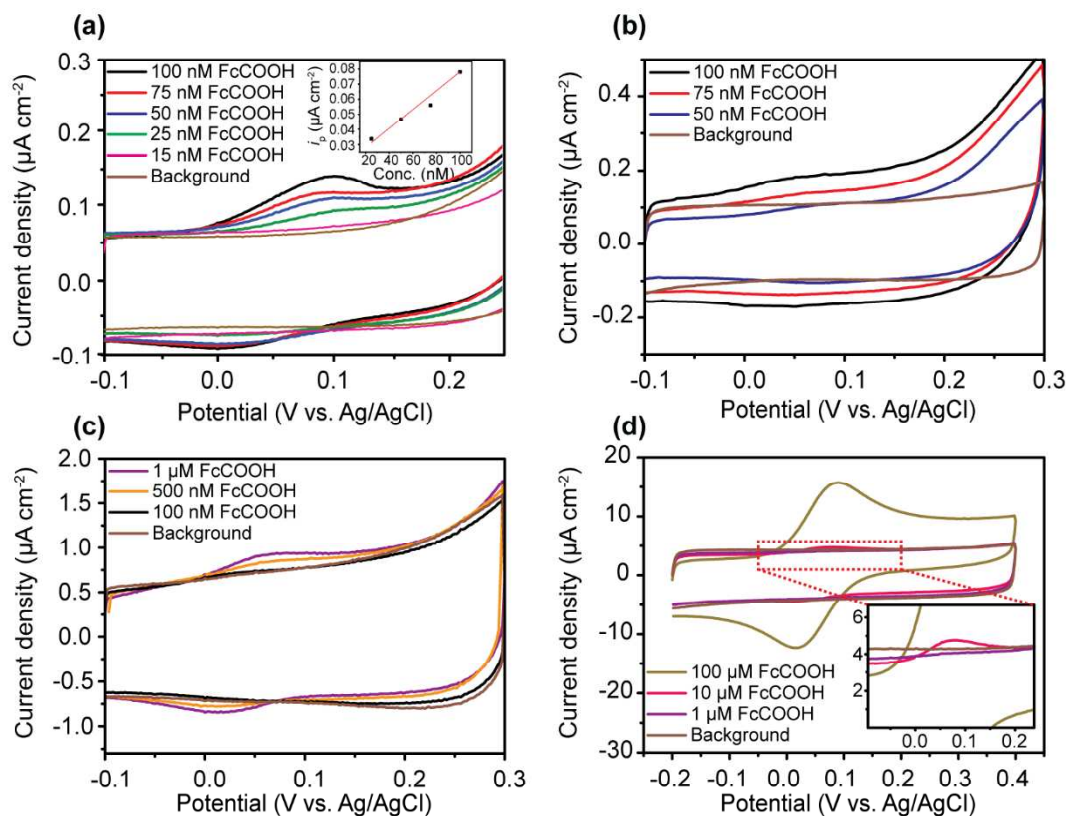 (a)
Current density (µA cm⁻²)
0.3
0.2
0.1
0.0
-0.1
100 nM FcCOOH
75 nM FcCOOH
50 nM FcCOOH
25 nM FcCOOH
15 nM FcCOOH
Background
iₚ (µA cm⁻²)
0.08
0.07
0.06
0.05
0.04
0.03
20 40 60 80 100
Conc. (nM)
-0.1 0.0 0.1 0.2
Potential (V vs. Ag/AgCl)
(b)
Current density (µA cm⁻²)
0.4
0.2
0.0
-0.2
100 nM FcCOOH
75 nM FcCOOH
50 nM FcCOOH
Background
-0.1 0.0 0.1 0.2 0.3
Potential (V vs. Ag/AgCl)
(c)
Current density (µA cm⁻²)
2.0
1.5
1.0
0.5
0.0
-0.5
-1.0
1 µM FcCOOH
500 nM FcCOOH
100 nM FcCOOH
Background
-0.1 0.0 0.1 0.2 0.3
Potential (V vs. Ag/AgCl)
(d)
Current density (µA cm⁻²)
20
10
0
-10
-20
-30
100 µM FcCOOH
10 µM FcCOOH
1 µM FcCOOH
Background
6
4
2
0.0 0.1 0.2
-0.2 -0.1 0.0 0.1 0.2 0.3 0.4
Potential (V vs. Ag/AgCl)